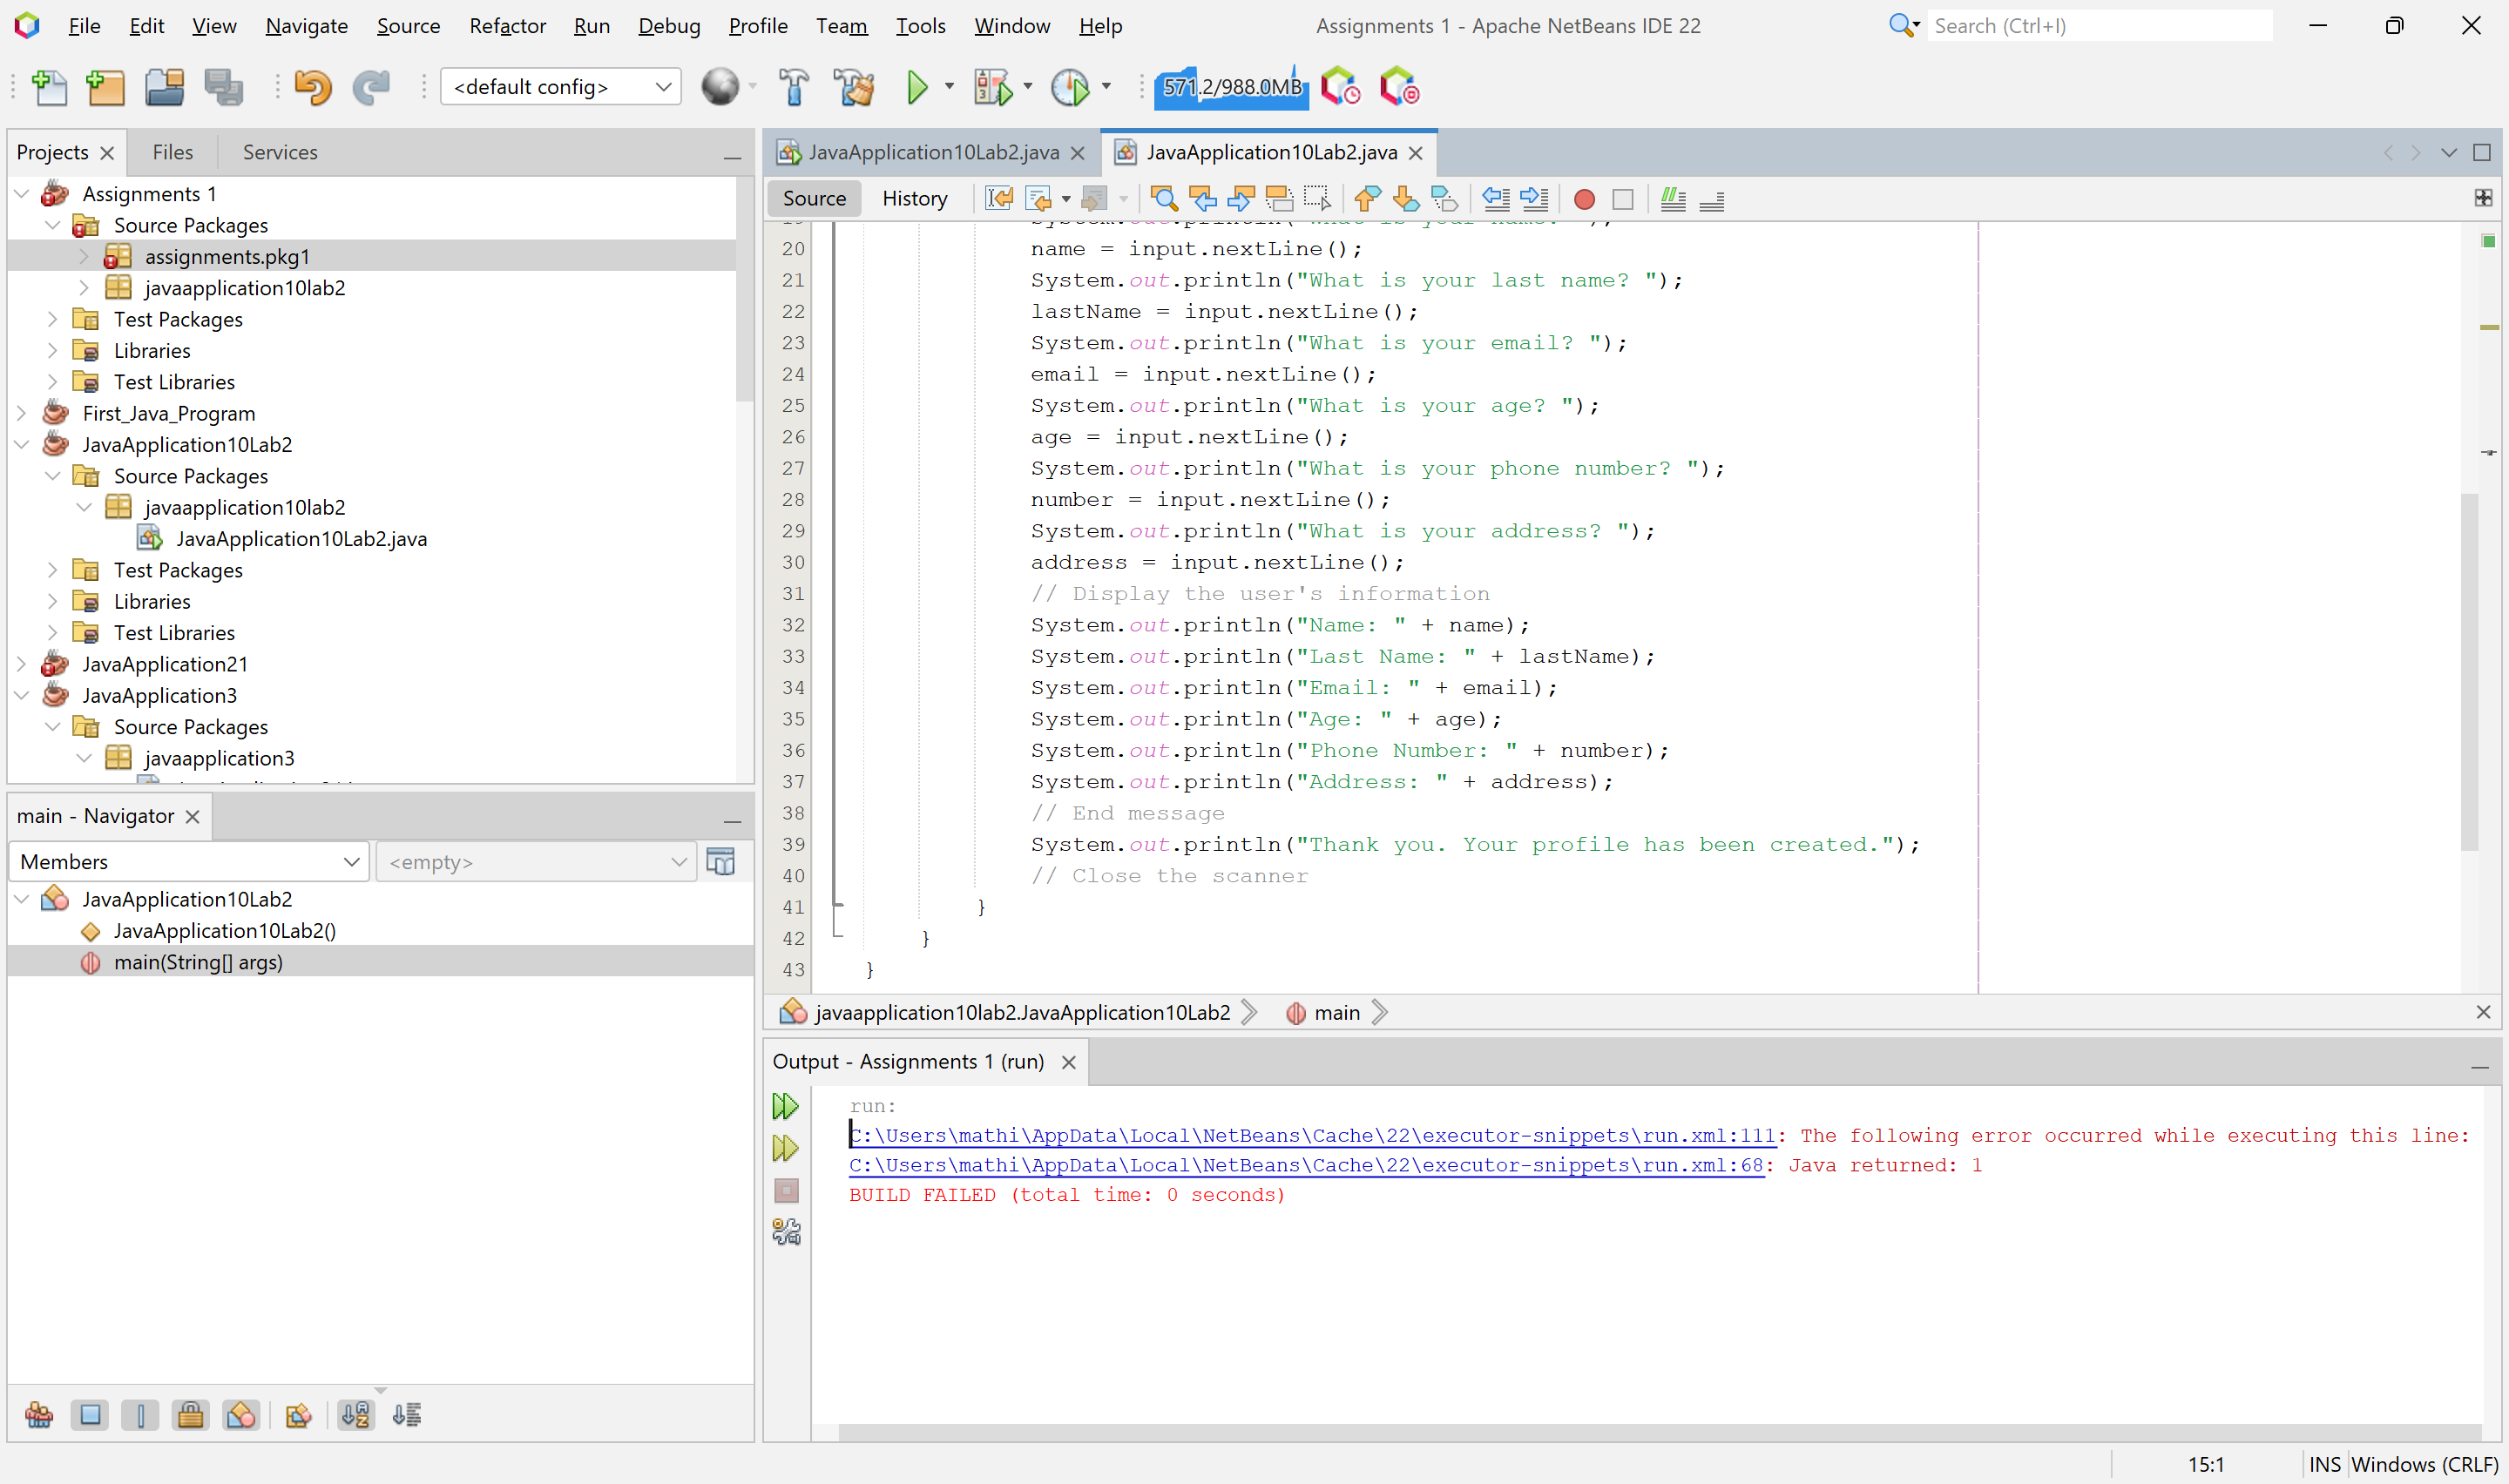 File Edit View Navigate Source Refactor Run Debug Profile Team Tools Window Help
Assignments 1 - Apache NetBeans IDE 22
Search (Ctrl+I)
<default config>
571.2/988.0MB
Projects Files Services
Assignments 1
Source Packages
assignments.pkg1
javaapplication10lab2
Test Packages
Libraries
Test Libraries
First_Java_Program
JavaApplication10Lab2
Source Packages
javaapplication10lab2
JavaApplication10Lab2.java
Test Packages
Libraries
Test Libraries
JavaApplication21
JavaApplication3
Source Packages
javaapplication3
main - Navigator
Members <empty>
JavaApplication10Lab2
JavaApplication10Lab2()
main(String[] args)
JavaApplication10Lab2.java JavaApplication10Lab2.java
Source History
20 name = input.nextLine();
21 System.out.println("What is your last name? ");
22 lastName = input.nextLine();
23 System.out.println("What is your email? ");
24 email = input.nextLine();
25 System.out.println("What is your age? ");
26 age = input.nextLine();
27 System.out.println("What is your phone number? ");
28 number = input.nextLine();
29 System.out.println("What is your address? ");
30 address = input.nextLine();
31 // Display the user's information
32 System.out.println("Name: " + name);
33 System.out.println("Last Name: " + lastName);
34 System.out.println("Email: " + email);
35 System.out.println("Age: " + age);
36 System.out.println("Phone Number: " + number);
37 System.out.println("Address: " + address);
38 // End message
39 System.out.println("Thank you. Your profile has been created.");
40 // Close the scanner
41 }
42 }
43 }
javaapplication10lab2.JavaApplication10Lab2 main
Output - Assignments 1 (run)
run:
C:\Users\mathi\AppData\Local\NetBeans\Cache\22\executor-snippets\run.xml:111: The following error occurred while executing this line:
C:\Users\mathi\AppData\Local\NetBeans\Cache\22\executor-snippets\run.xml:68: Java returned: 1
BUILD FAILED (total time: 0 seconds)
15:1 INS Windows (CRLF)